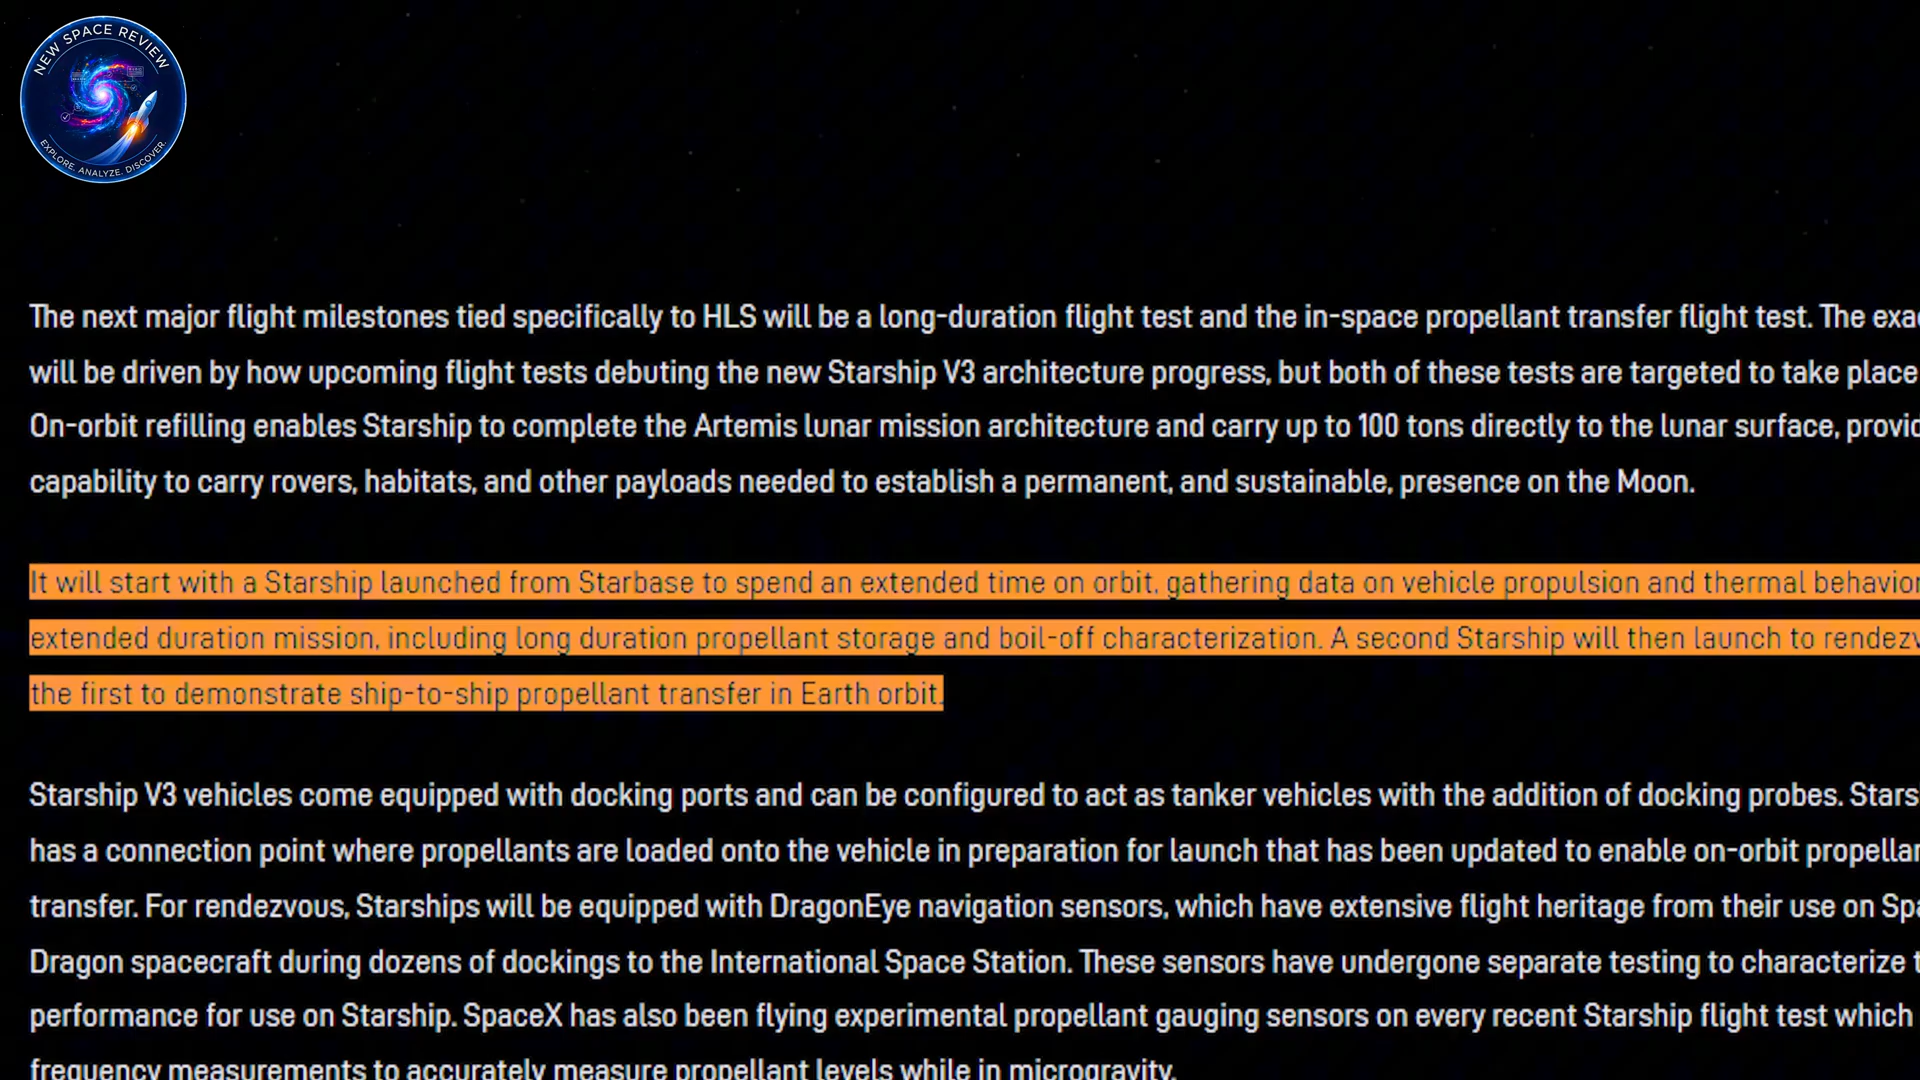 NEW SPACE REVIEW
EXPLORE. ANALYZE. DISCOVER.
The next major flight milestones tied specifically to HLS will be a long-duration flight test and the in-space propellant transfer flight test. The
will be driven by how upcoming flight tests debuting the new Starship V3 architecture progress, but both of these tests are targeted to take place
On-orbit refilling enables Starship to complete the Artemis lunar mission architecture and carry up to 100 tons directly to the lunar surface,
capability to carry rovers, habitats, and other payloads needed to establish a permanent, and sustainable, presence on the Moon.
It will start with a Starship launched from Starbase to spend an extended time on orbit, gathering data on vehicle propulsion and thermal behavior
extended duration mission, including long duration propellant storage and boil-off characterization. A second Starship will then launch to
the first to demonstrate ship-to-ship propellant transfer in Earth orbit.
Starship V3 vehicles come equipped with docking ports and can be configured to act as tanker vehicles with the addition of docking probes.
has a connection point where propellants are loaded onto the vehicle in preparation for launch that has been updated to enable on-orbit
transfer. For rendezvous, Starships will be equipped with DragonEye navigation sensors, which have extensive flight heritage from their use on
Dragon spacecraft during dozens of dockings to the International Space Station. These sensors have undergone separate testing to characterize
performance for use on Starship. SpaceX has also been flying experimental propellant gauging sensors on every recent Starship flight test which
frequency measurements to accurately measure propellant levels while in microgravity.